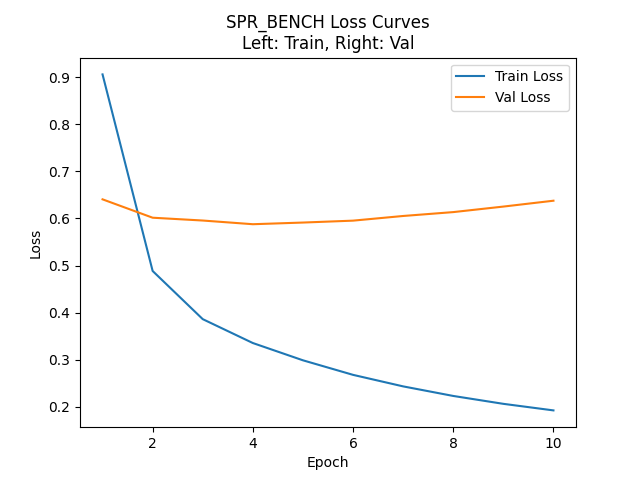 SPR_BENCH Loss Curves
Left: Train, Right: Val
Train Loss
Val Loss
Loss
0.9
0.8
0.7
0.6
0.5
0.4
0.3
0.2
2 4 6 8 10
Epoch